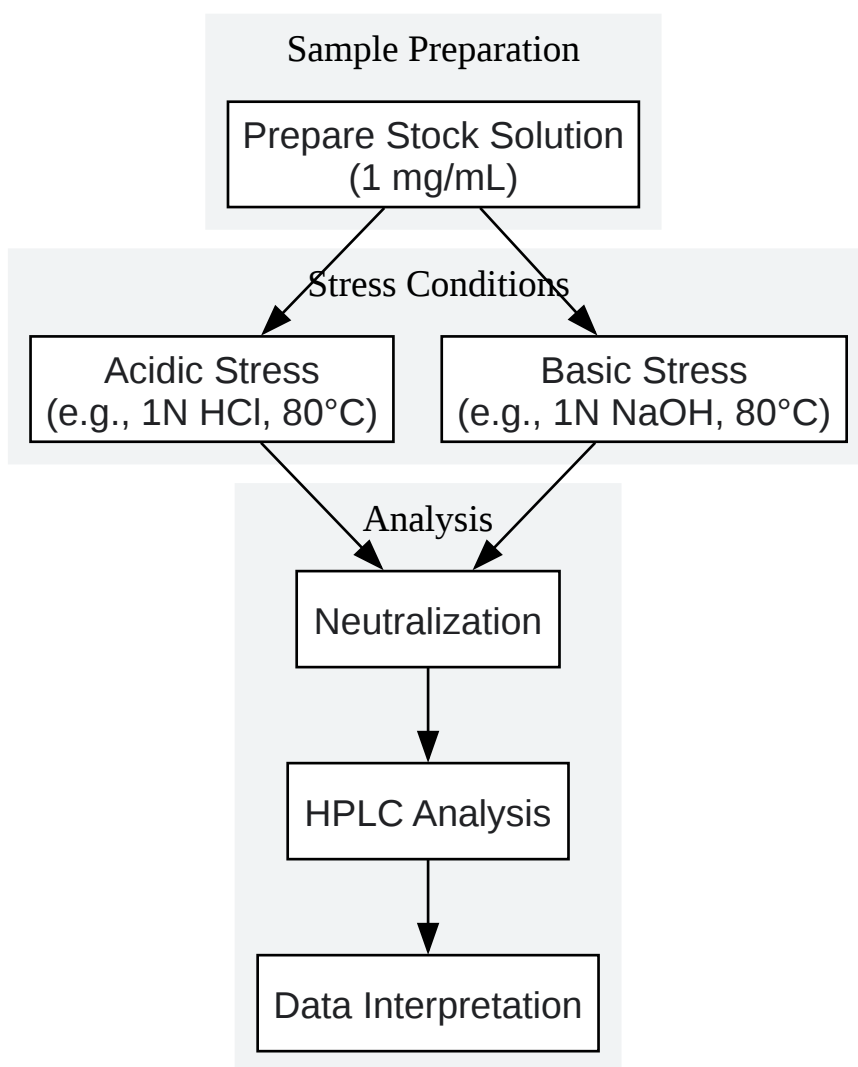 Sample Preparation
Prepare Stock Solution
(1 mg/mL)
Stress Conditions
Acidic Stress
(e.g., 1N HCl, 80°C)
Basic Stress
(e.g., 1N NaOH, 80°C)
Analysis
Neutralization
HPLC Analysis
Data Interpretation